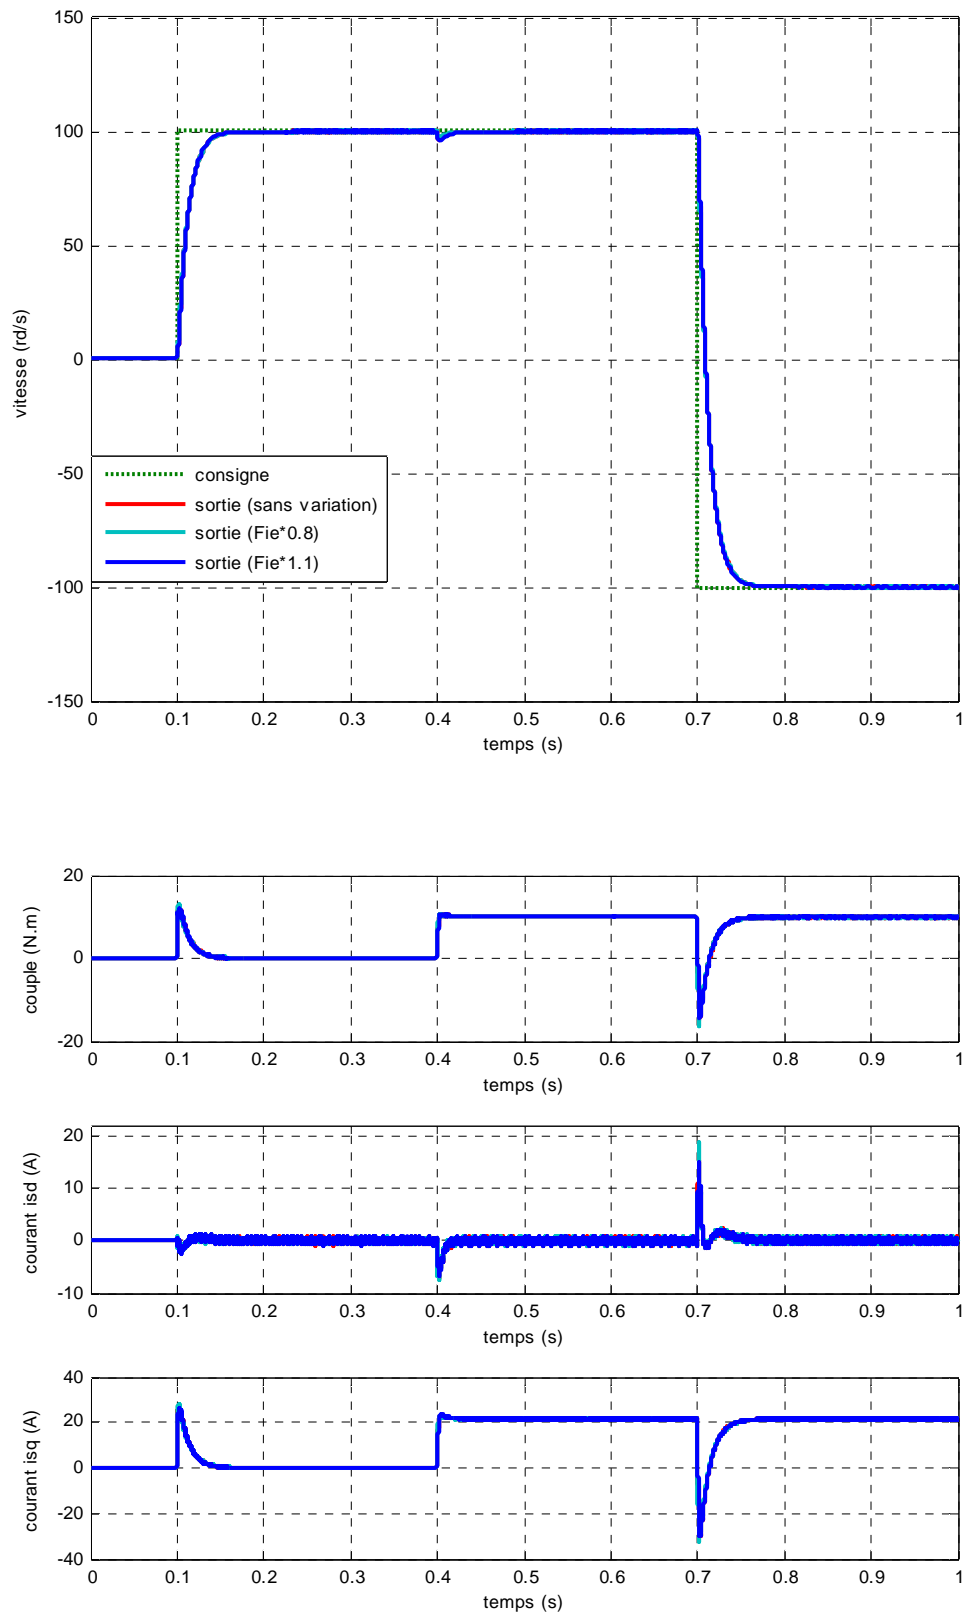 150
100
50
0
-50
-100
-150
vitesse (rd/s)
consigne
sortie (sans variation)
sortie (Fie*0.8)
sortie (Fie*1.1)
0 0.1 0.2 0.3 0.4 0.5 0.6 0.7 0.8 0.9 1
temps (s)
20
0
-20
couple (N.m)
0 0.1 0.2 0.3 0.4 0.5 0.6 0.7 0.8 0.9 1
temps (s)
20
10
0
-10
courant isd (A)
0 0.1 0.2 0.3 0.4 0.5 0.6 0.7 0.8 0.9 1
temps (s)
40
20
0
-20
-40
courant isq (A)
0 0.1 0.2 0.3 0.4 0.5 0.6 0.7 0.8 0.9 1
temps (s)